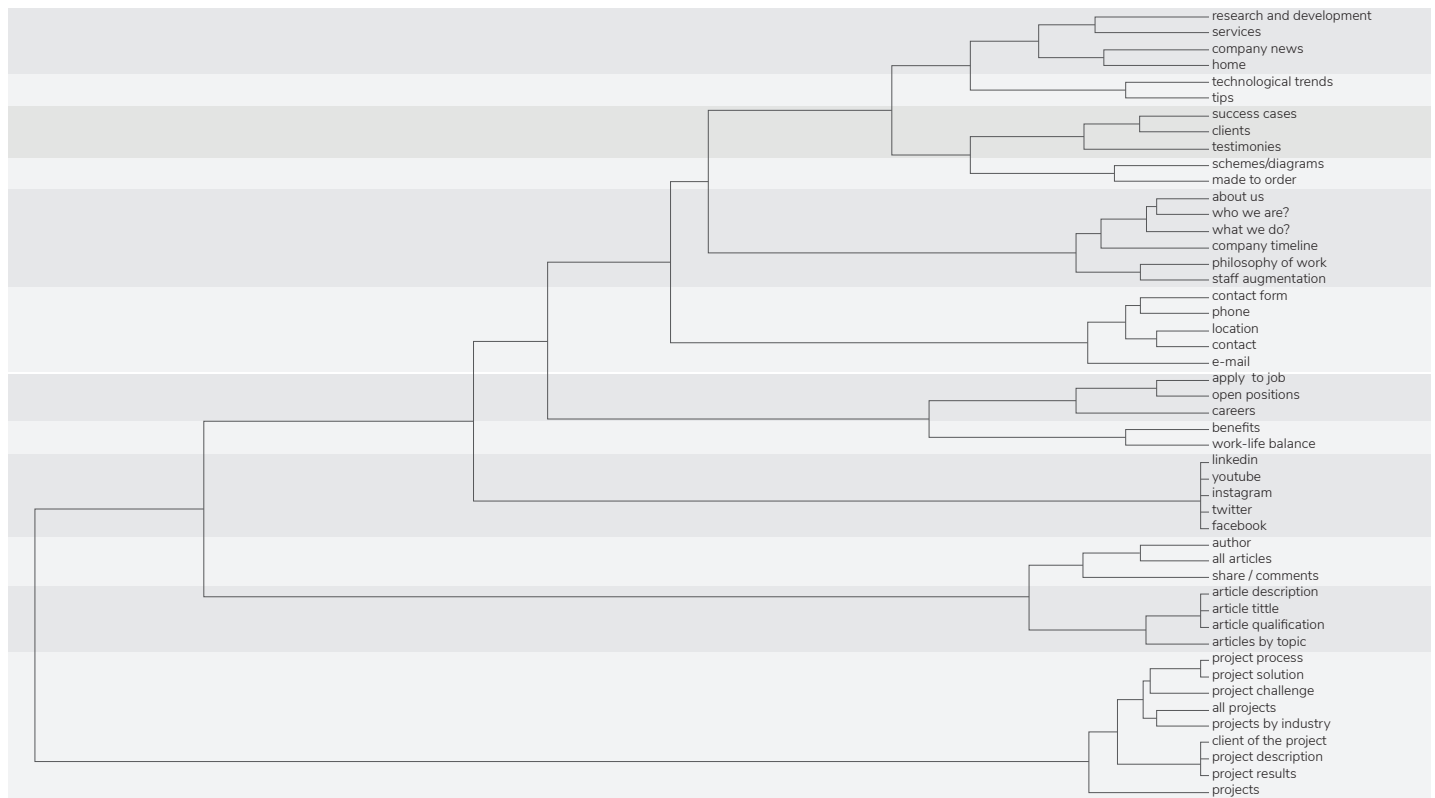 research and development
services
company news
home
technological trends
tips
success cases
clients
testimonies
schemes/diagrams
made to order
about us
who we are?
what we do?
company timeline
philosophy of work
staff augmentation
contact form
phone
location
contact
e-mail
apply  to job
open positions
careers
benefits
work-life balance
linkedin
youtube
instagram
twitter
facebook
author
all articles
share / comments
article description
article tittle
article qualification
articles by topic
project process
project solution
project challenge
all projects
projects by industry
client of the project
project description
project results
projects